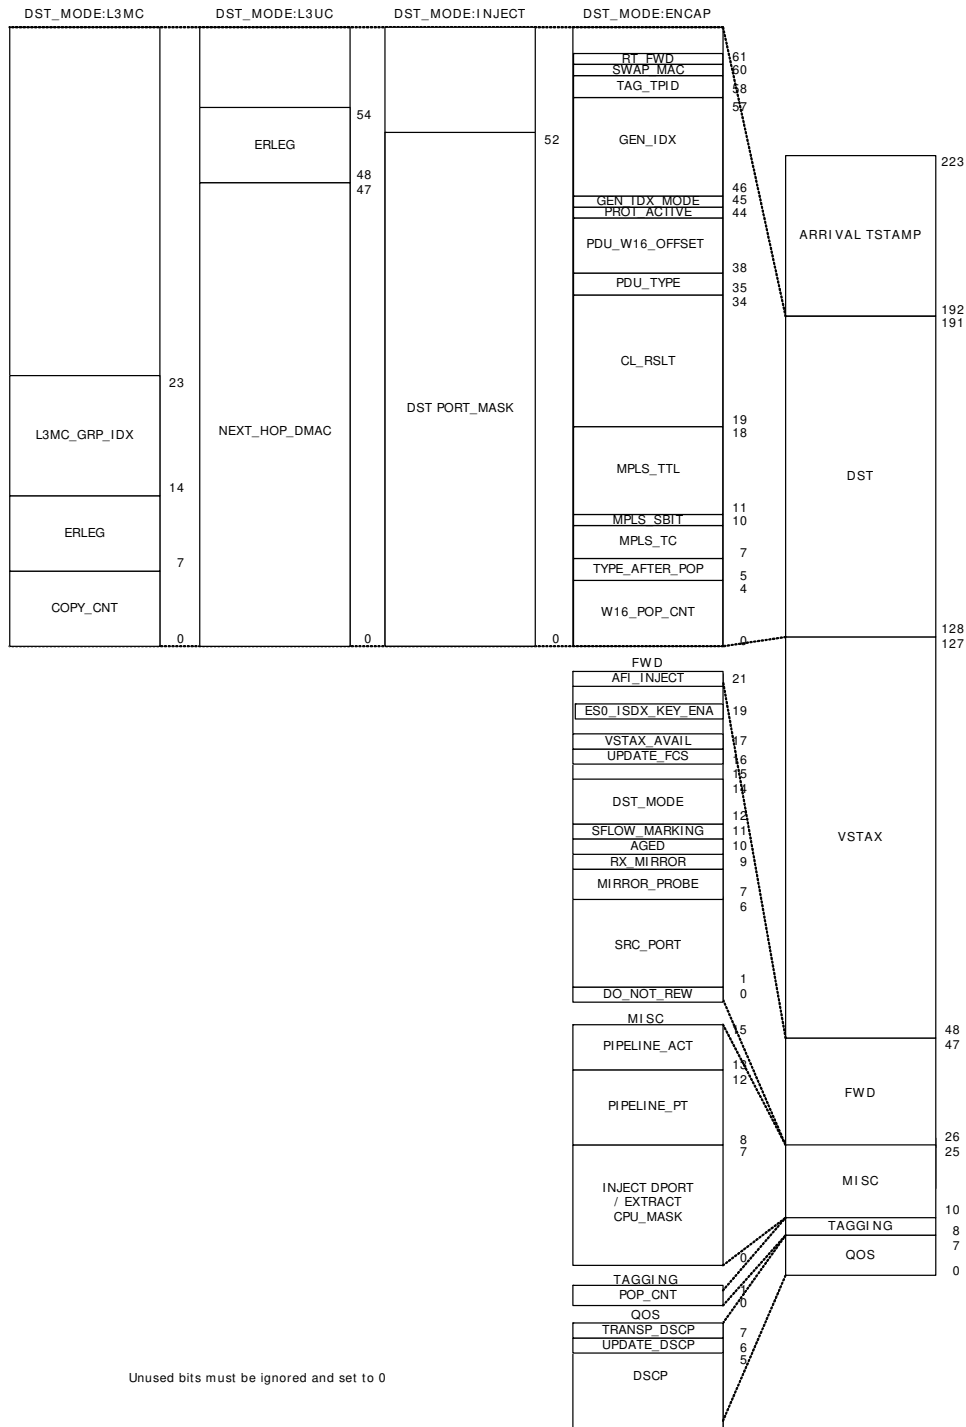 DST_MODE:L3MC DST_MODE:L3UC DST_MODE:INJECT DST_MODE:ENCAP
61
RT_FWD
60
SWAP_MAC
58
TAG_TPID
57
54
ERLEG
48
47
52
GEN_IDX
46
GEN_IDX_MODE 45
PROT_ACTIVE 44
PDU_W16_OFFSET
38
PDU_TYPE 35
34
CL_RSLT
19
18
MPLS_TTL
11
MPLS_SBIT 10
MPLS_TC
7
TYPE_AFTER_POP
5
4
W16_POP_CNT
0
23
L3MC_GRP_IDX
14
ERLEG
7
COPY_CNT
0
NEXT_HOP_DMAC
0
DST PORT_MASK
0
223
ARRIVAL TSTAMP
192
191
DST
128
127
VSTAX
48
47
FWD
26
25
MISC
10
TAGGING
8
7
QOS
0
FWD
AFI_INJECT 21
ES0_ISDX_KEY_ENA 19
VSTAX_AVAIL 17
UPDATE_FCS 16
15
14
DST_MODE
12
SFLOW_MARKING 11
AGED 10
RX_MIRROR 9
MIRROR_PROBE
7
6
SRC_PORT
1
DO_NOT_REW 0
MISC
15
PIPELINE_ACT
13
12
PIPELINE_PT
8
7
INJECT DPORT
/ EXTRACT
CPU_MASK
0
TAGGING
POP_CNT 1
0
QOS
TRANSP_DSCP 7
UPDATE_DSCP 6
5
DSCP
Unused bits must be ignored and set to 0